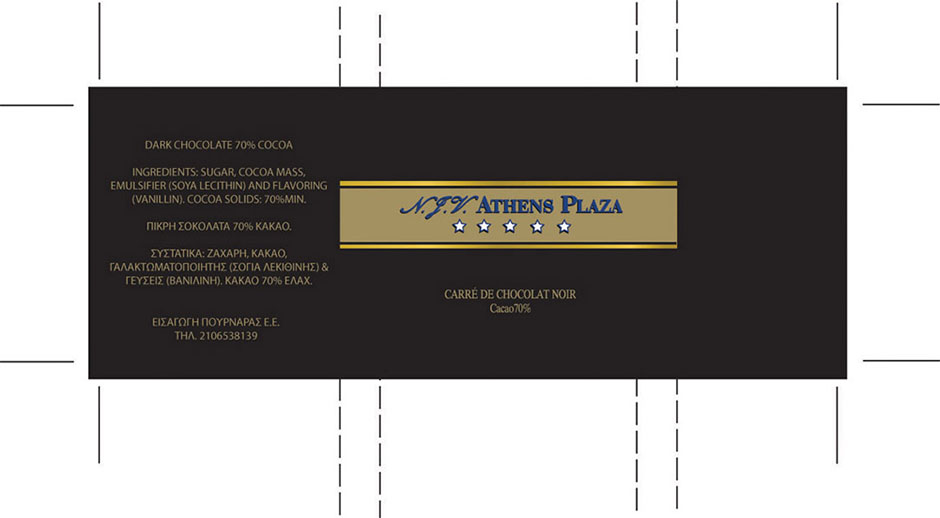 DARK CHOCOLATE 70% COCOA
INGREDIENTS: SUGAR, COCOA MASS,
EMULSIFIER (SOYA LECITHIN) AND FLAVORING
(VANILLIN). COCOA SOLIDS: 70%MIN.
ΠΙΚΡΗ ΣΟΚΟΛΑΤΑ 70% ΚΑΚΑΟ.
ΣΥΣΤΑΤΙΚΑ: ΖΑΧΑΡΗ, ΚΑΚΑΟ,
ΓΑΛΑΚΤΩΜΑΤΟΠΟΙΗΤΗΣ (ΣΟΓΙΑ ΛΕΚΙΘΙΝΗΣ) &
ΓΕΥΣΕΙΣ (ΒΑΝΙΛΙΝΗ). ΚΑΚΑΟ 70% ΕΛΑΧ.
ΕΙΣΑΓΩΓΗ ΠΟΥΡΝΑΡΑΣ Ε.Ε.
ΤΗΛ. 2106538139
N.J.V. ATHENS PLAZA
CARRÉ DE CHOCOLAT NOIR
Cacao70%